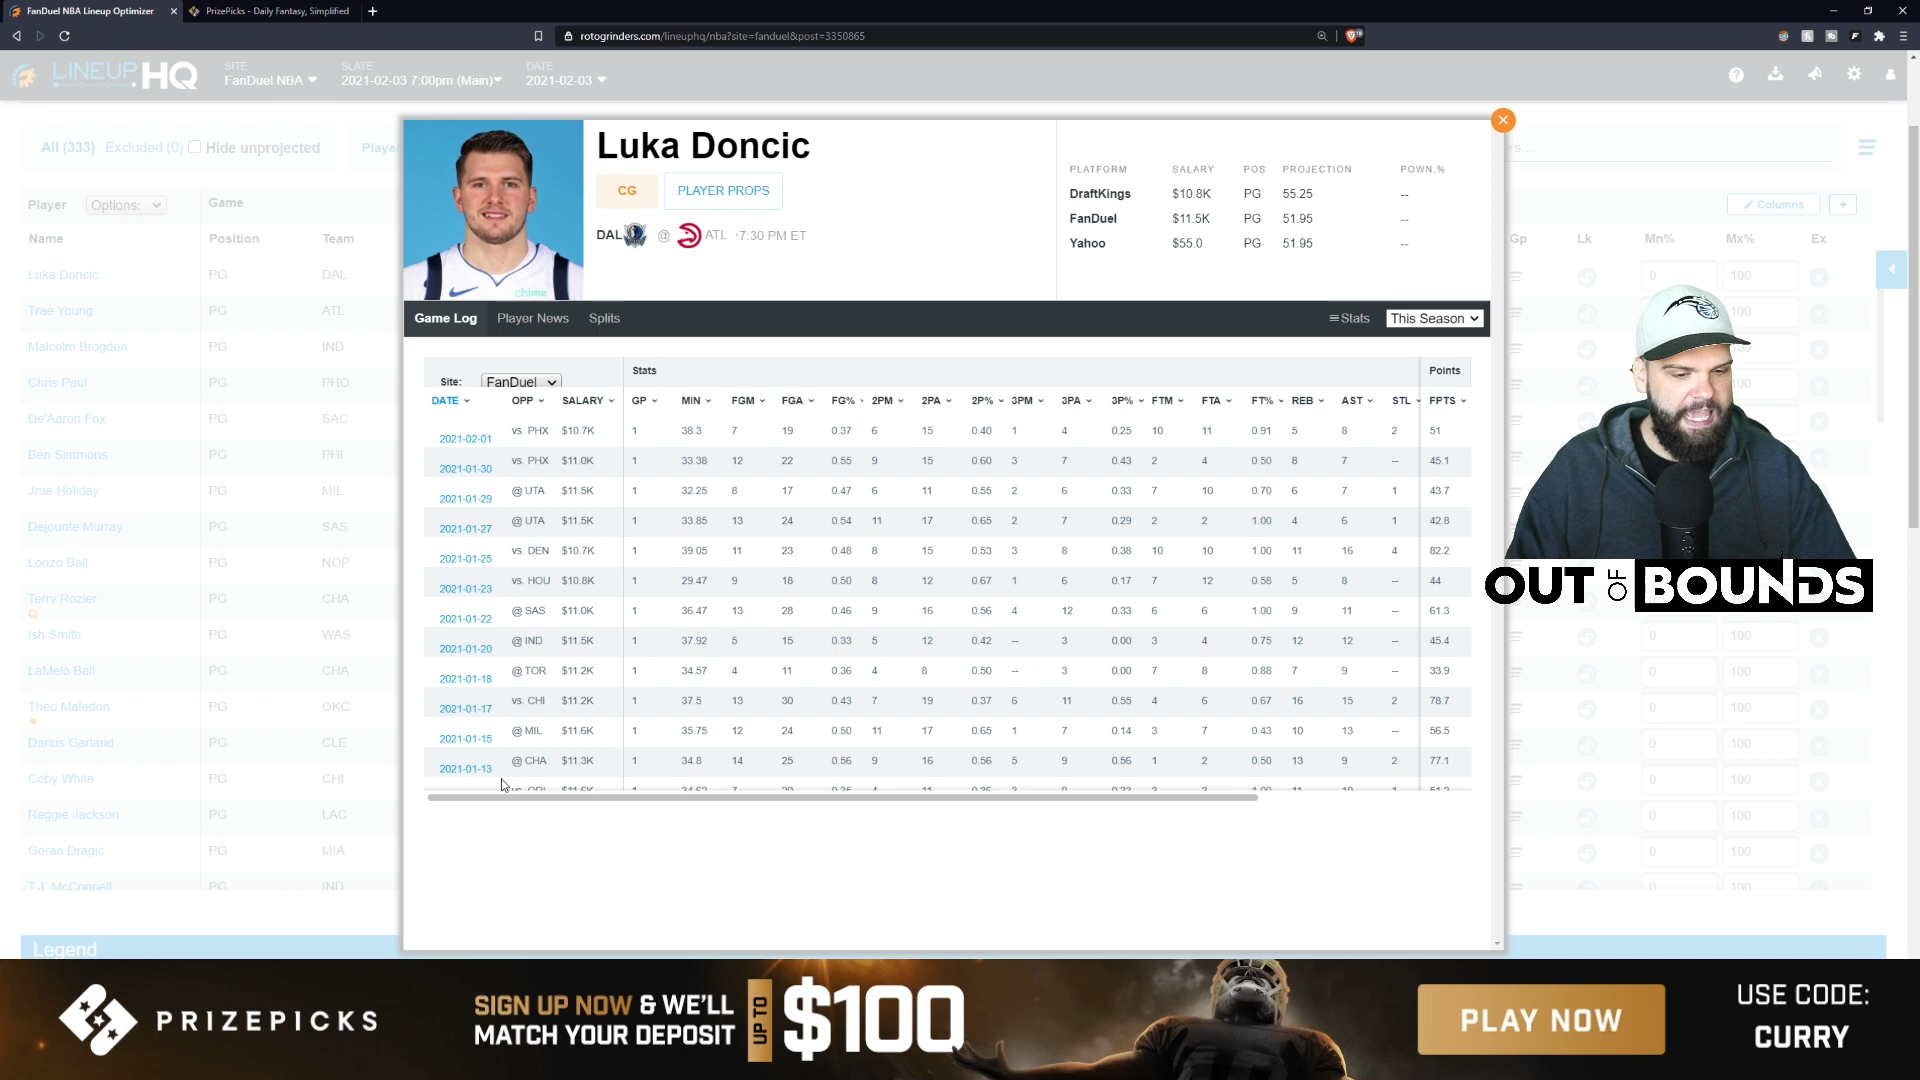 FanDuel NBA Lineup Optimizer
PrizePicks - Daily Fantasy, Simplified
rotogrinders.com/lineuphq/nba?site=fanduel&post=3350865
LINEUP.HQ
SITE
FanDuel NBA
SLATE
2021-02-03 7:00pm (Main)
DATE
2021-02-03
All (333) Excluded (0) Hide unprojected
Player
Options:
Game
Columns
+
Name Position Team
Gp Lk Mn% Mx% Ex
Luka Doncic PG DAL 0 100
Trae Young PG ATL 100
Malcolm Brogdon PG IND
Chris Paul PG PHO
De'Aaron Fox PG SAC
Ben Simmons PG PHI
Jrue Holiday PG MIL
Dejounte Murray PG SAS
Lonzo Ball PG NOP
Terry Rozier PG CHA
Q
Ish Smith PG WAS 0 100
LaMelo Ball PG CHA 0 100
Theo Maledon PG OKC 0 100
Darius Garland PG CLE 0 100
Coby White PG CHI 0 100
Reggie Jackson PG LAC 0 100
Goran Dragic PG MIA 0 100
T.J. McConnell PG IND 0 100
Legend
Luka Doncic
CG
PLAYER PROPS
DAL @ ATL · 7:30 PM ET
chime
PLATFORM SALARY POS PROJECTION POWN,%
DraftKings $10.8K PG 55.25 --
FanDuel $11.5K PG 51.95 --
Yahoo $55.0 PG 51.95 --
Game Log Player News Splits
Stats
This Season
Site: FanDuel
Stats
Points
DATE OPP SALARY GP MIN FGM FGA FG% 2PM 2PA 2P% 3PM 3PA 3P% FTM FTA FT% REB AST STL FPTS
2021-02-01 vs. PHX $10.7K 1 38.3 7 19 0.37 6 15 0.40 1 4 0.25 10 11 0.91 5 8 2 51
2021-01-30 vs. PHX $11.0K 1 33.38 12 22 0.55 9 15 0.60 3 7 0.43 2 4 0.50 8 7 -- 45.1
2021-01-29 @ UTA $11.5K 1 32.25 8 17 0.47 6 11 0.55 2 6 0.33 7 10 0.70 6 7 1 43.7
2021-01-27 @ UTA $11.5K 1 33.85 13 24 0.54 11 17 0.65 2 7 0.29 2 2 1.00 4 6 1 42.8
2021-01-25 vs. DEN $10.7K 1 39.05 11 23 0.48 8 15 0.53 3 8 0.38 10 10 1.00 11 16 4 82.2
2021-01-23 vs. HOU $10.8K 1 29.47 9 18 0.50 8 12 0.67 1 6 0.17 7 12 0.58 5 8 -- 44
2021-01-22 @ SAS $11.0K 1 36.47 13 28 0.46 9 16 0.56 4 12 0.33 6 6 1.00 9 11 -- 61.3
2021-01-20 @ IND $11.5K 1 37.92 5 15 0.33 5 12 0.42 -- 3 0.00 3 4 0.75 12 12 -- 45.4
2021-01-18 @ TOR $11.2K 1 34.57 4 11 0.36 4 8 0.50 -- 3 0.00 7 8 0.88 7 9 -- 33.9
2021-01-17 vs. CHI $11.2K 1 37.5 13 30 0.43 7 19 0.37 6 11 0.55 4 6 0.67 16 15 2 78.7
2021-01-15 @ MIL $11.6K 1 35.75 12 24 0.50 11 17 0.65 1 7 0.14 3 7 0.43 10 13 -- 56.5
2021-01-13 @ CHA $11.3K 1 34.8 14 25 0.56 9 16 0.56 5 9 0.56 1 2 0.50 13 9 2 77.1
OUT OF BOUNDS
PRIZEPICKS
SIGN UP NOW & WE'LL
MATCH YOUR DEPOSIT
UP TO
$100
PLAY NOW
USE CODE:
CURRY